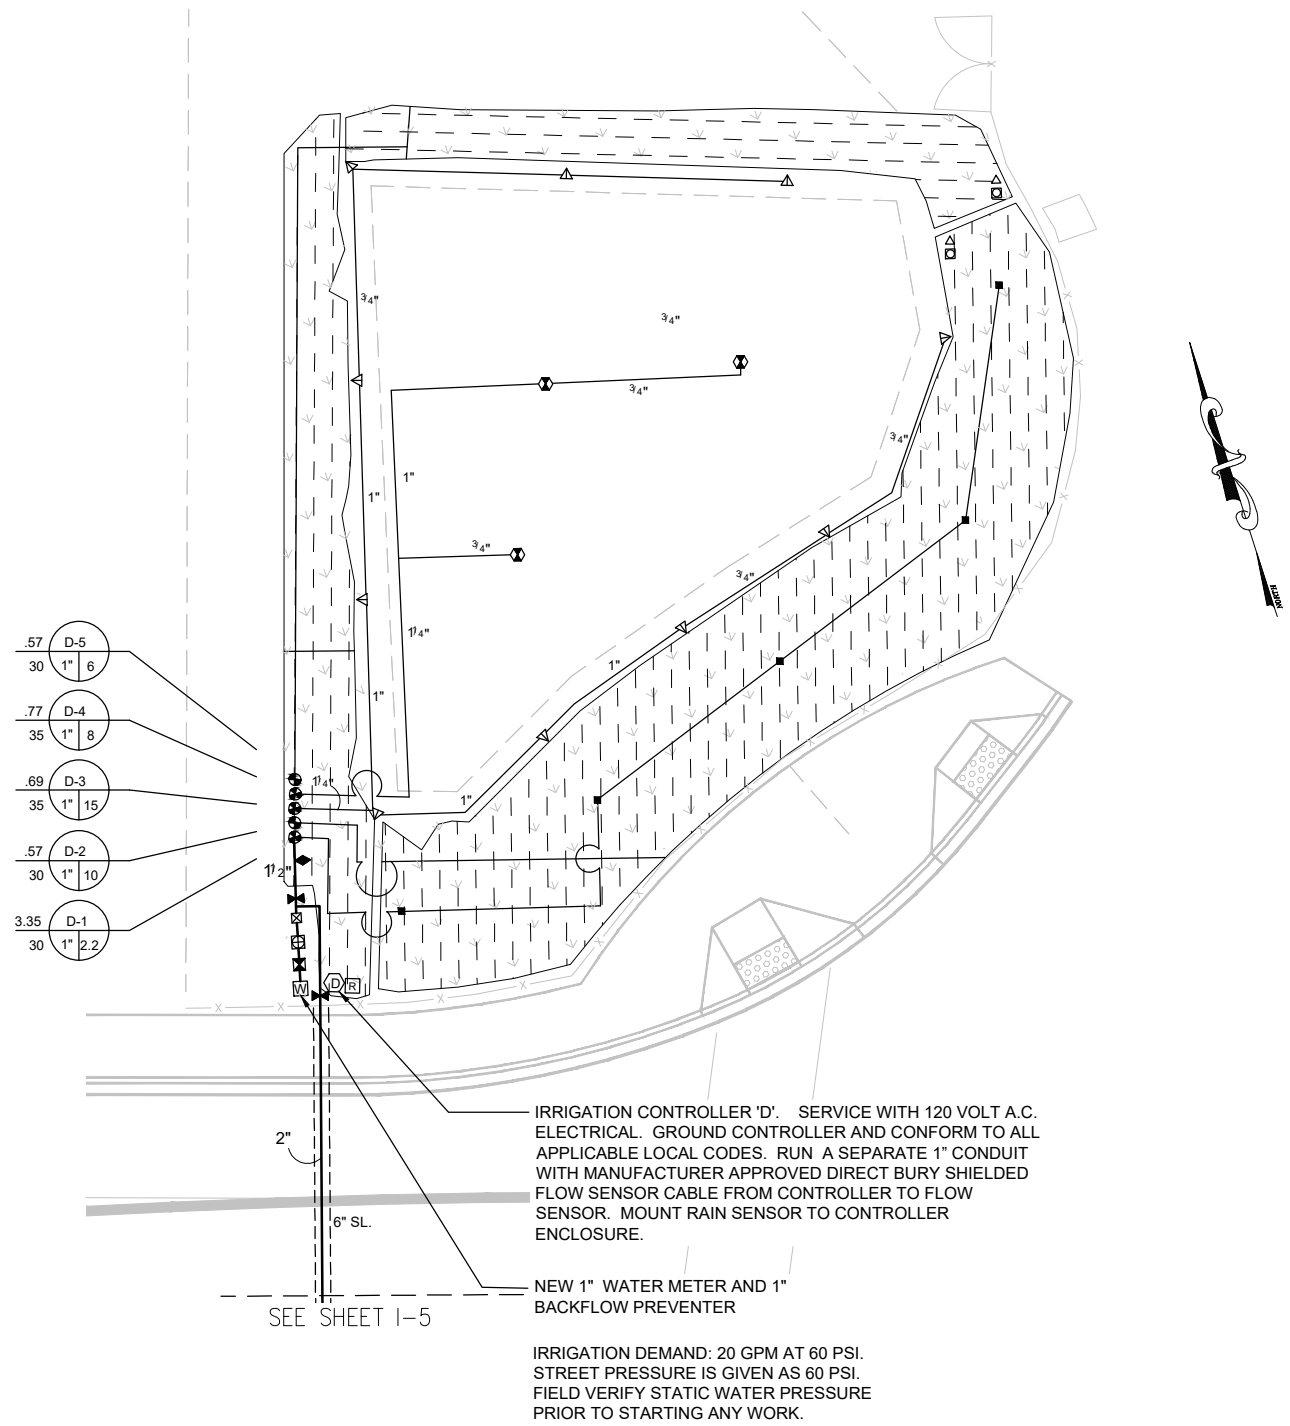 3/4"
3/4"
3/4"
3/4"
1"
1"
3/4"
3/4"
1 1/4"
1"
1"
1"
1 1/4"
1 1/2"
.57 D-5
30 1" 6
.77 D-4
35 1" 8
.69 D-3
35 1" 15
.57 D-2
30 1" 10
3.35 D-1
30 1" 2.2
W
D
R
NORTH
IRRIGATION CONTROLLER 'D'. SERVICE WITH 120 VOLT A.C.
ELECTRICAL. GROUND CONTROLLER AND CONFORM TO ALL
APPLICABLE LOCAL CODES. RUN A SEPARATE 1" CONDUIT
WITH MANUFACTURER APPROVED DIRECT BURY SHIELDED
FLOW SENSOR CABLE FROM CONTROLLER TO FLOW
SENSOR. MOUNT RAIN SENSOR TO CONTROLLER
ENCLOSURE.
2"
6" SL.
NEW 1" WATER METER AND 1"
BACKFLOW PREVENTER
SEE SHEET I-5
IRRIGATION DEMAND: 20 GPM AT 60 PSI.
STREET PRESSURE IS GIVEN AS 60 PSI.
FIELD VERIFY STATIC WATER PRESSURE
PRIOR TO STARTING ANY WORK.